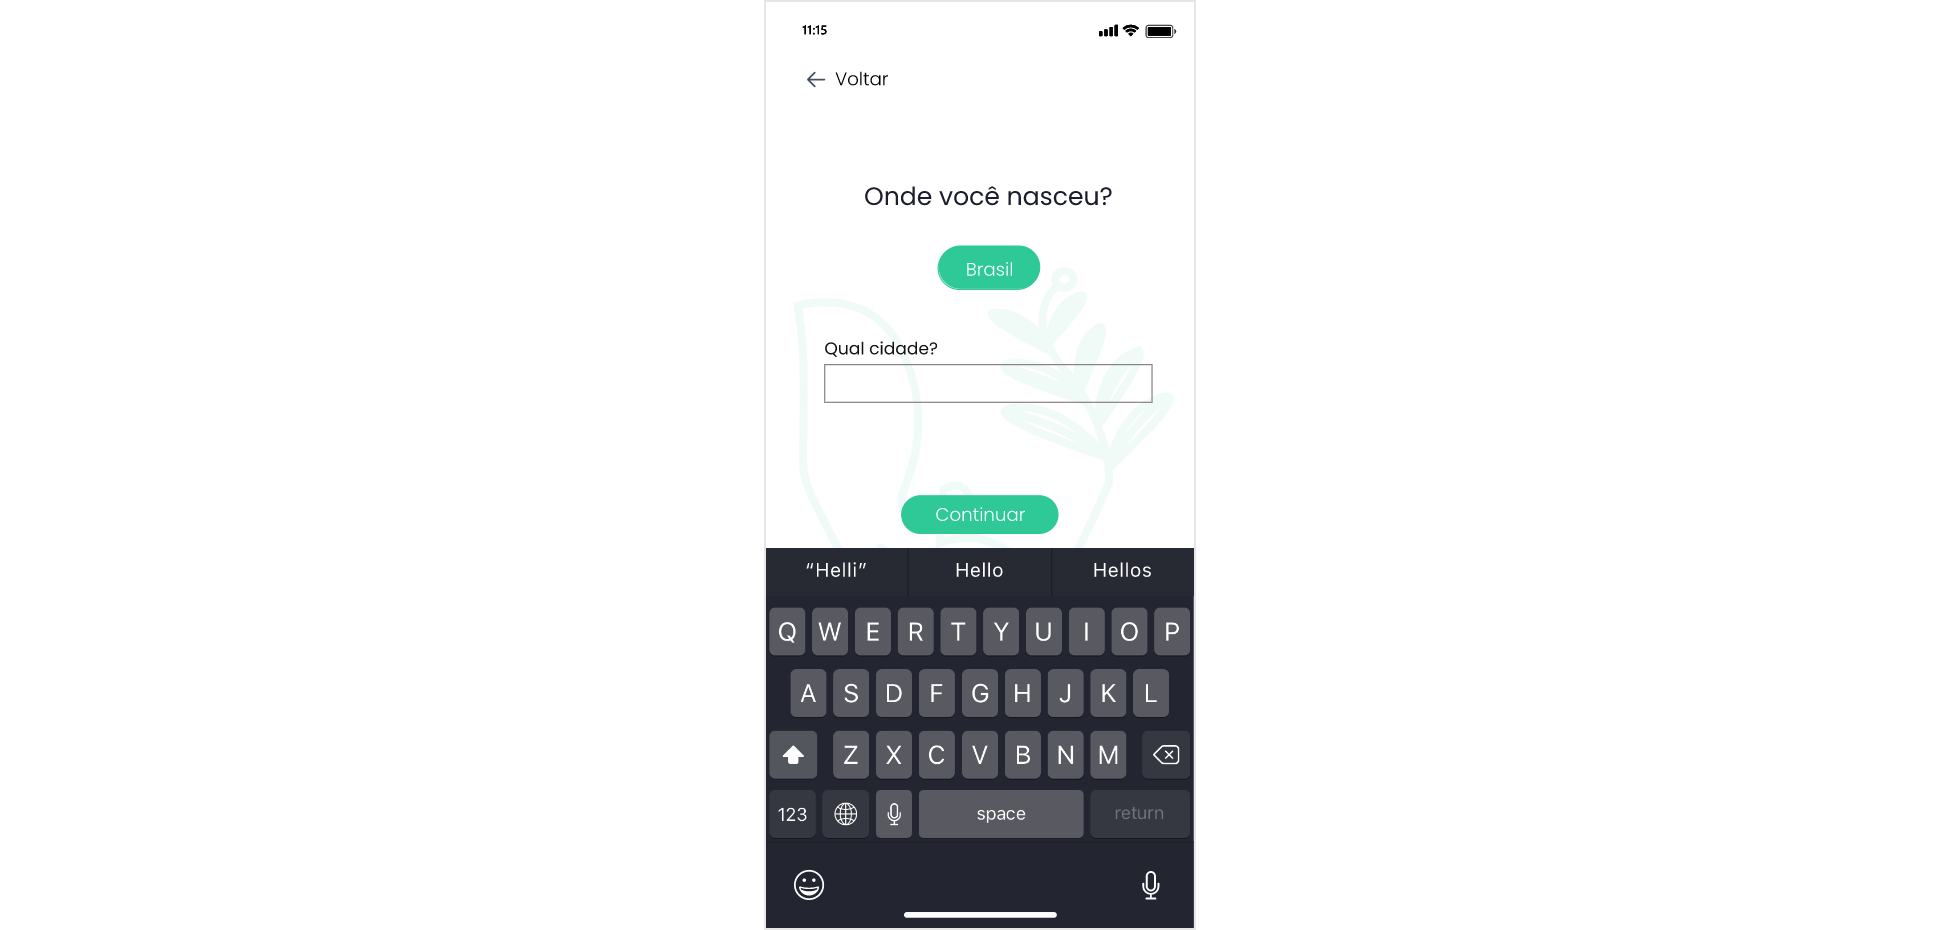 11:15
Voltar
Onde você nasceu?
Brasil
Qual cidade?
Continuar
“Helli” Hello Hellos
Q W E R T Y U I O P
A S D F G H J K L
Z X C V B N M
123 space return